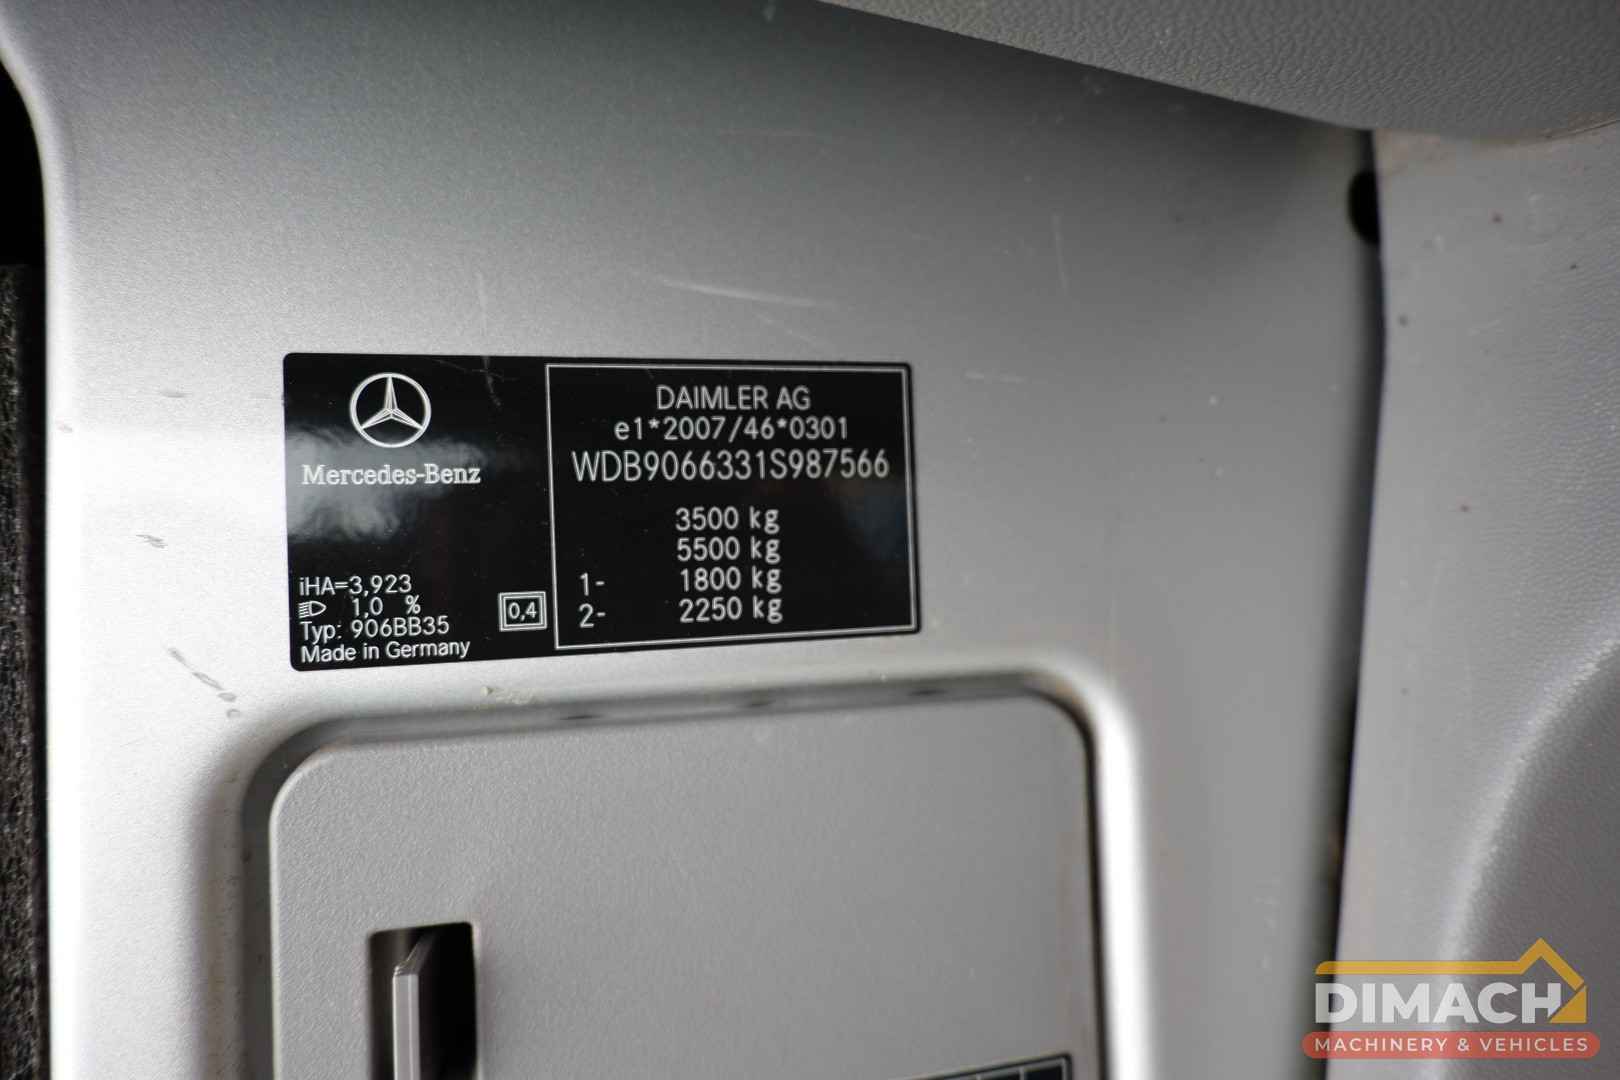 Mercedes-Benz
iHA=3,923
1,0 %
Typ: 906BB35
Made in Germany
0,4
DAIMLER AG
e1*2007/46*0301
WDB9066331S987566
3500 kg
5500 kg
1- 1800 kg
2- 2250 kg
DIMACH
MACHINERY & VEHICLES